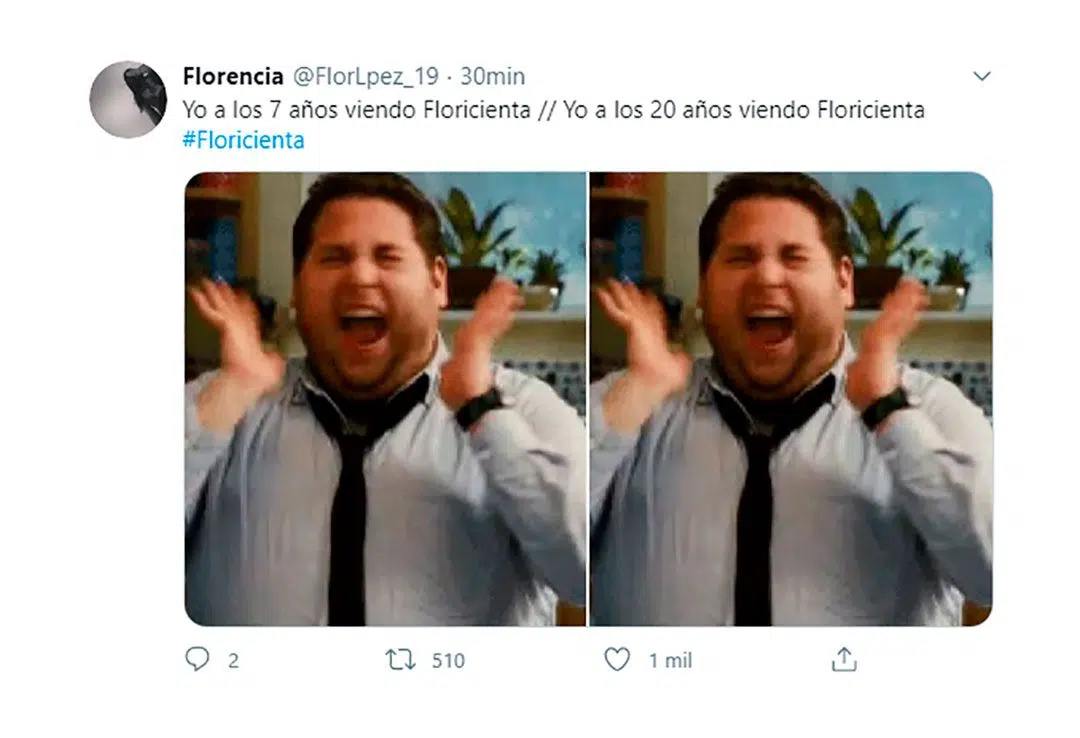 Florencia @FlorLpez_19 · 30min
Yo a los 7 años viendo Floricienta // Yo a los 20 años viendo Floricienta
#Floricienta
2 510 1 mil